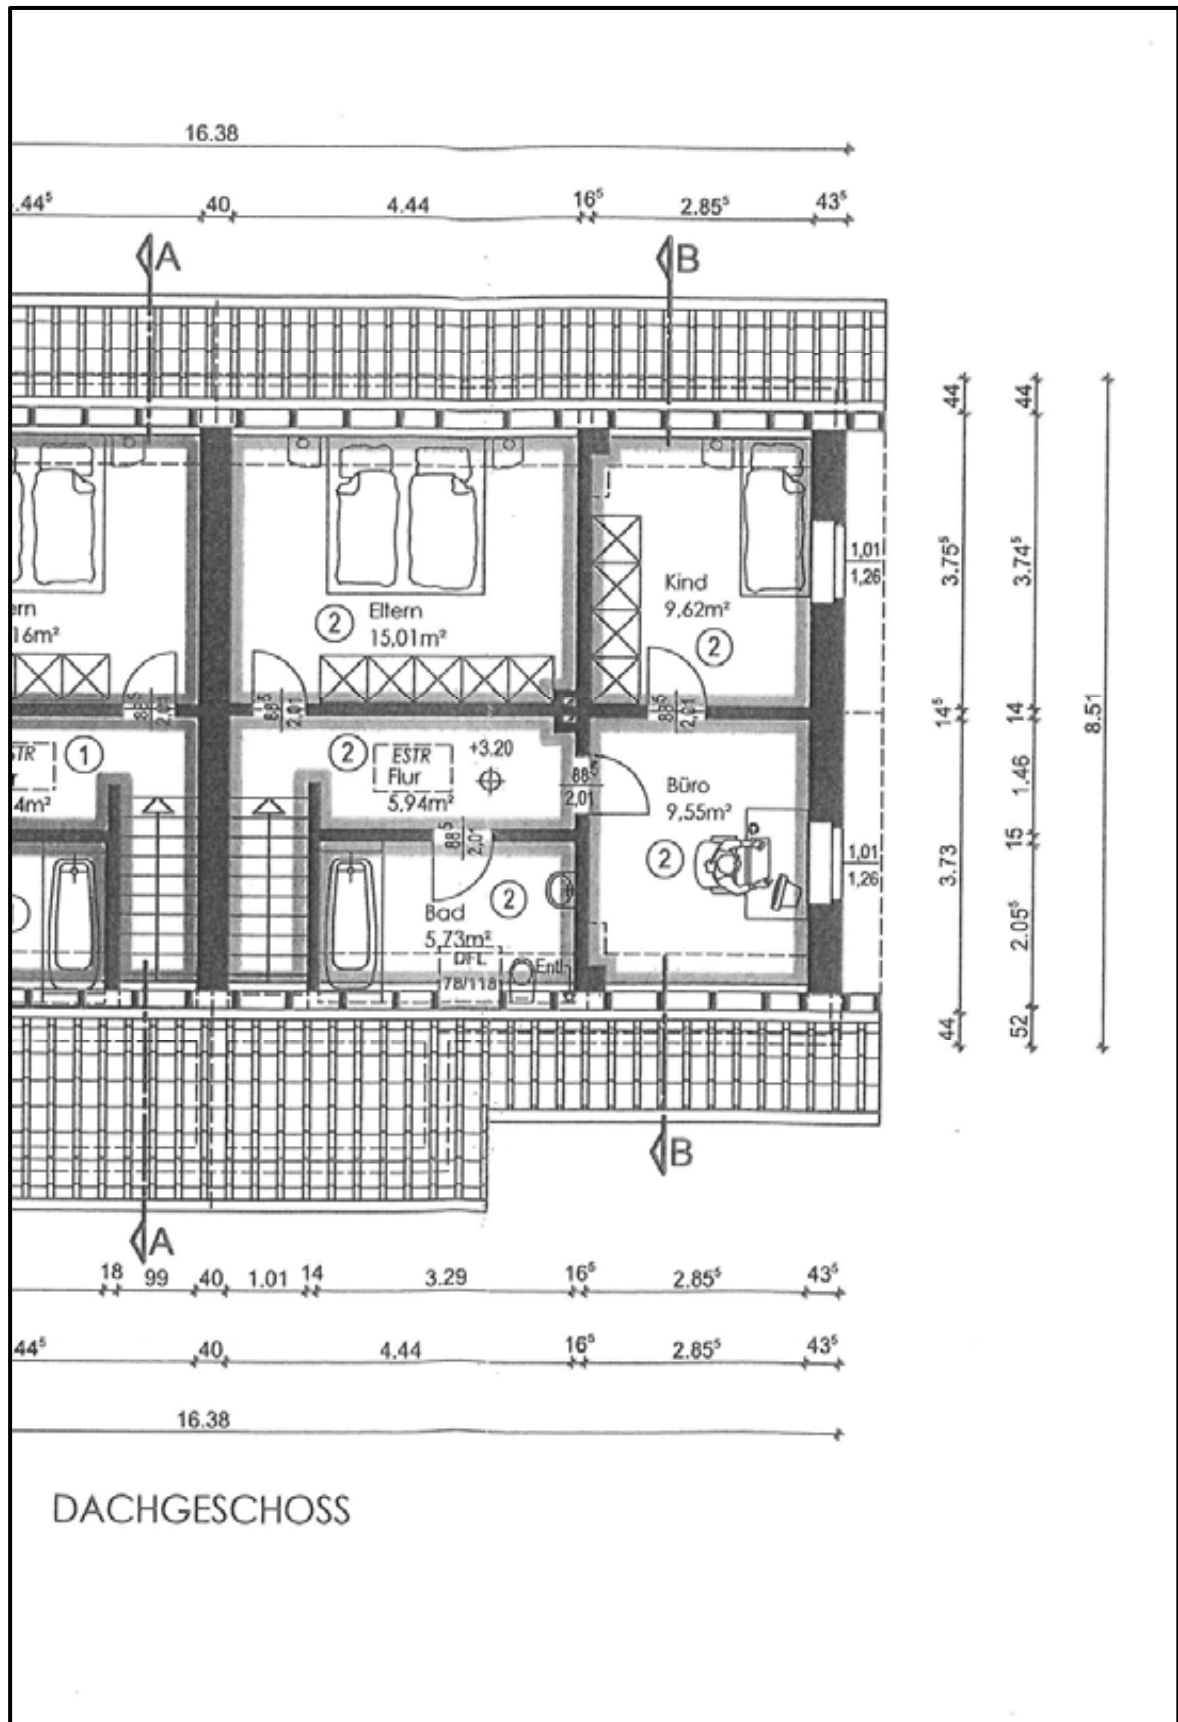 16.38
.44⁵ 40 4.44 16⁵ 2.85⁵ 43⁵
A B
44 44
1,01
1,26
3.75⁵ 3.74⁵
Kind
9,62m²
2
ern
16m²
2
Eltern
15,01m²
88⁵
2,01
88⁵
2,01
88⁵
2,01
14⁵ 14
8.51
STR
r
4m²
1
2
ESTR
Flur
5,94m²
+3.20
88⁵
2,01
Büro
9,55m²
2
1.46
15
88⁵
2,01
1,01
1,26
3.73
2.05⁵
2
Bad
5,73m²
DFL
78/118
Entl.
44 52
B
A
18 99 40 1.01 14 3.29 16⁵ 2.85⁵ 43⁵
44⁵ 40 4.44 16⁵ 2.85⁵ 43⁵
16.38
DACHGESCHOSS